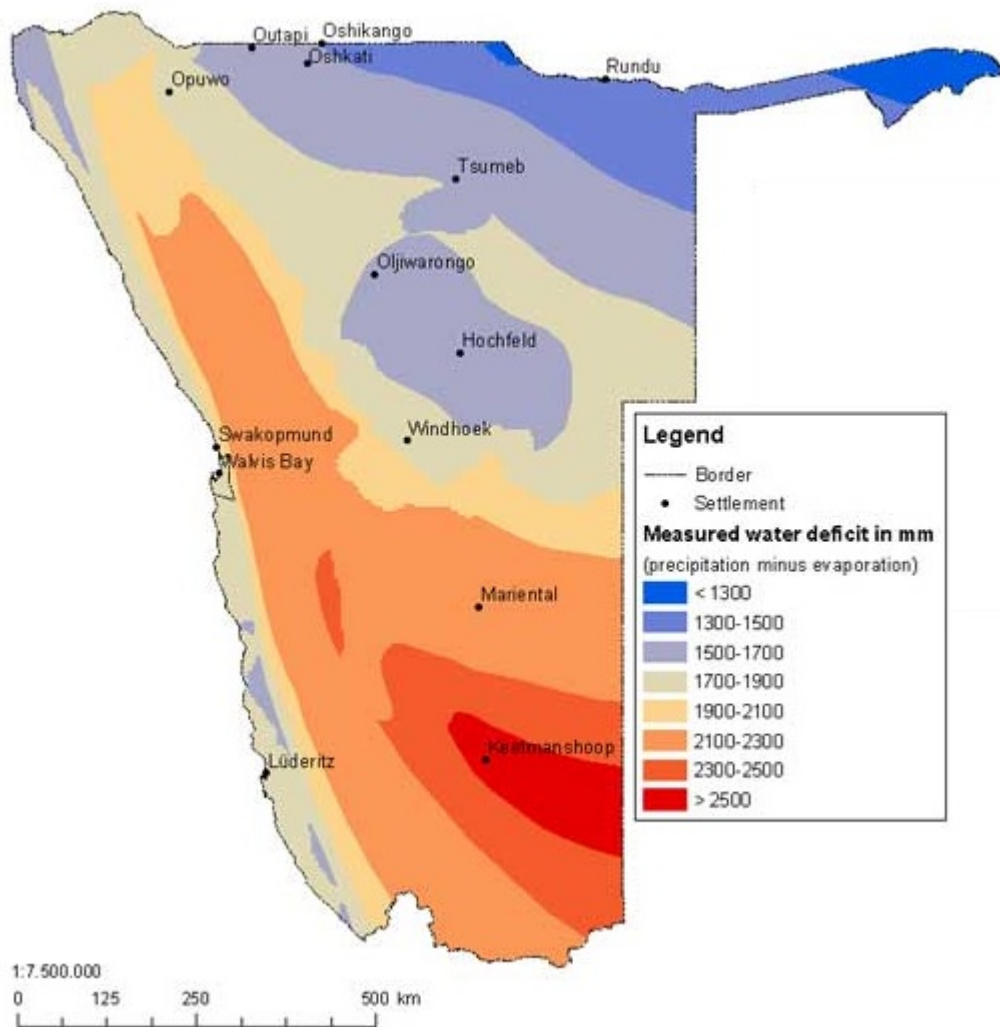 Oshikango
Outapi
Oshkati
Rundu
Opuwo
Tsumeb
Oljiwarongo
Hochfeld
Windhoek
Swakopmund
Walvis Bay
Mariental
Keetmanshoop
Lüderitz
Legend
Border
Settlement
Measured water deficit in mm
(precipitation minus evaporation)
< 1300
1300-1500
1500-1700
1700-1900
1900-2100
2100-2300
2300-2500
> 2500
1:7.500.000
0 125 250 500 km